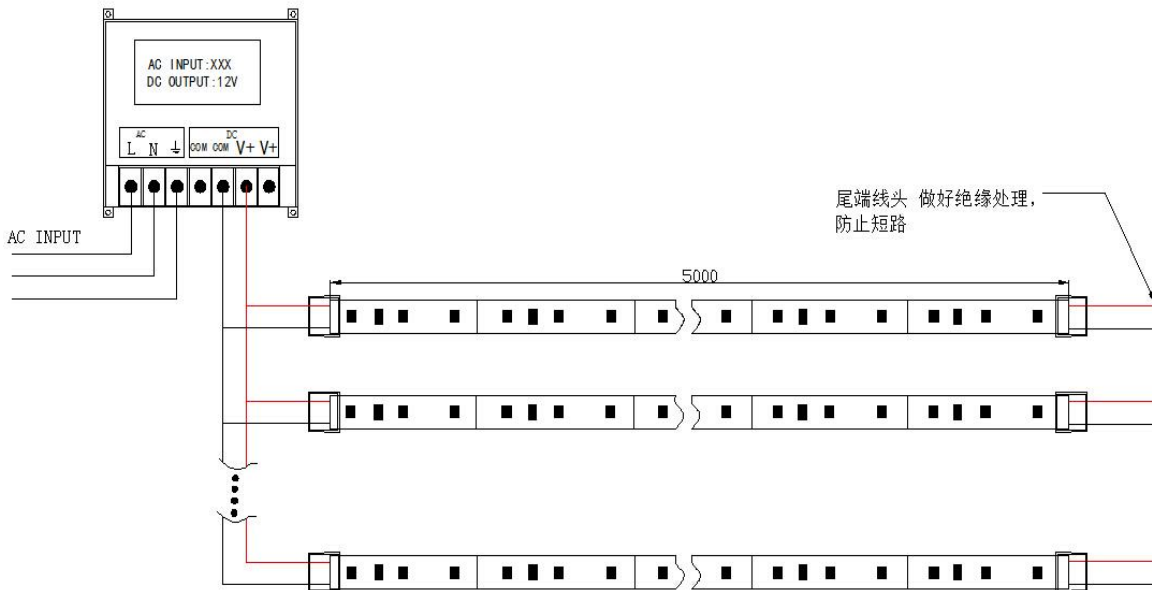 AC INPUT:XXX
DC OUTPUT:12V
AC
DC
L N ⏚ COM COM V+ V+
AC INPUT
尾端线头 做好绝缘处理，
防止短路
5000